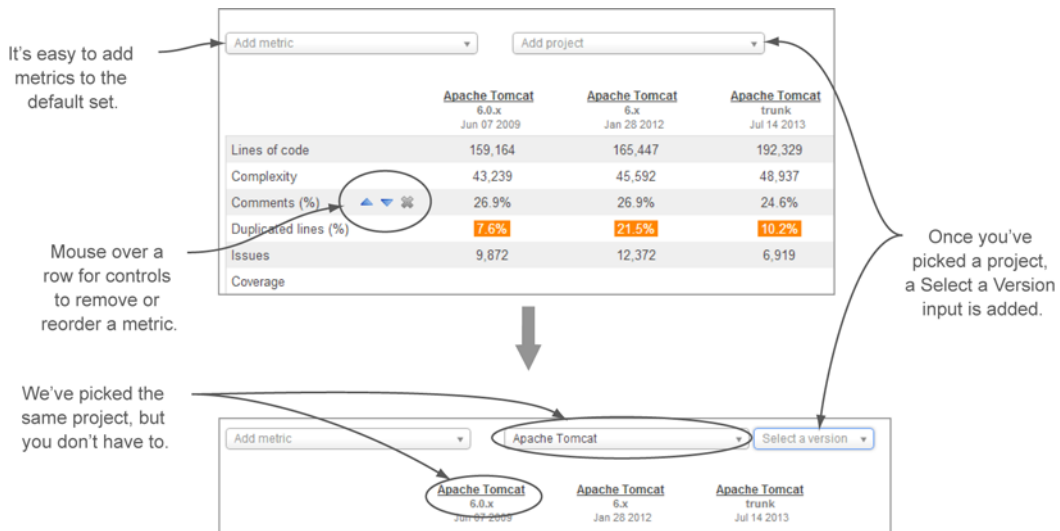 It's easy to add
metrics to the
default set.
Add metric
Add project
Apache Tomcat Apache Tomcat Apache Tomcat
6.0.x 6.x trunk
Jun 07 2009 Jan 28 2012 Jul 14 2013
Lines of code 159,164 165,447 192,329
Complexity 43,239 45,592 48,937
Comments (%) 26.9% 26.9% 24.6%
Duplicated lines (%) 7.6% 21.5% 10.2%
Issues 9,872 12,372 6,919
Coverage
Mouse over a
row for controls
to remove or
reorder a metric.
Once you've
picked a project,
a Select a Version
input is added.
We've picked the
same project, but
you don't have to.
Add metric
Apache Tomcat
Select a version
Apache Tomcat Apache Tomcat Apache Tomcat
6.0.x 6.x trunk
Jun 07 2009 Jan 28 2012 Jul 14 2013